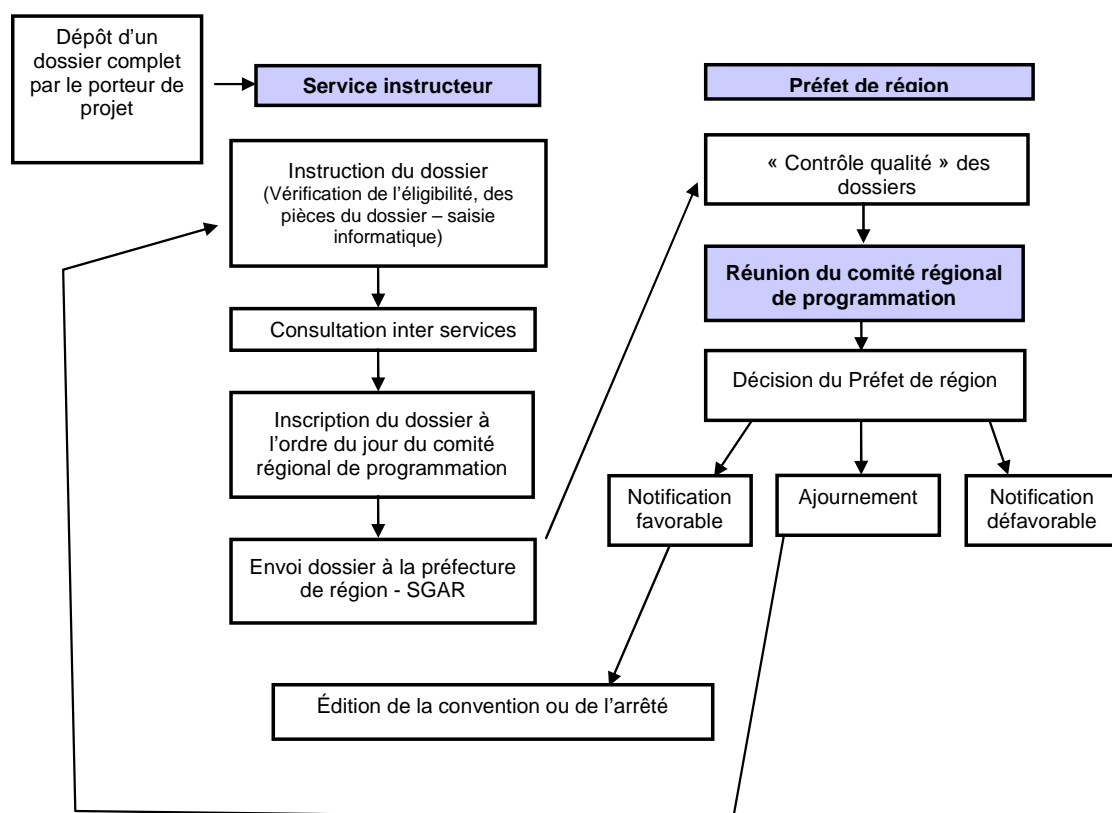 Dépôt d’un
dossier complet
par le porteur de
projet
Service instructeur
Instruction du dossier
(Vérification de l’éligibilité, des
pièces du dossier – saisie
informatique)
Consultation inter services
Inscription du dossier à
l’ordre du jour du comité
régional de programmation
Envoi dossier à la préfecture
de région - SGAR
Préfet de région
« Contrôle qualité » des
dossiers
Réunion du comité régional
de programmation
Décision du Préfet de région
Notification
favorable
Ajournement
Notification
défavorable
Édition de la convention ou de l’arrêté